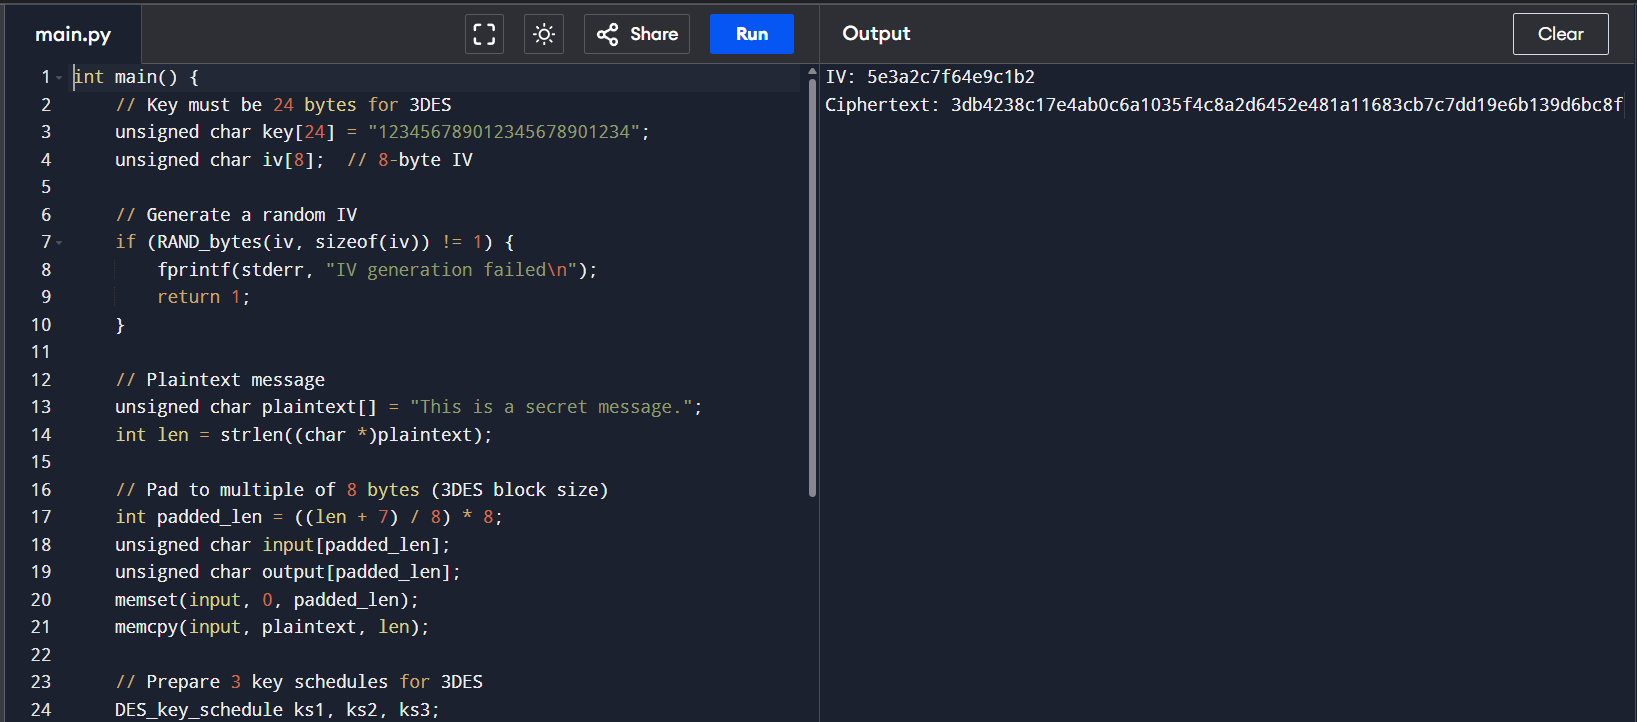 main.py
Share
Run
Output
Clear
1 int main() {
2     // Key must be 24 bytes for 3DES
3     unsigned char key[24] = "123456789012345678901234";
4     unsigned char iv[8];  // 8-byte IV
5
6     // Generate a random IV
7     if (RAND_bytes(iv, sizeof(iv)) != 1) {
8         fprintf(stderr, "IV generation failed\n");
9         return 1;
10     }
11
12     // Plaintext message
13     unsigned char plaintext[] = "This is a secret message.";
14     int len = strlen((char *)plaintext);
15
16     // Pad to multiple of 8 bytes (3DES block size)
17     int padded_len = ((len + 7) / 8) * 8;
18     unsigned char input[padded_len];
19     unsigned char output[padded_len];
20     memset(input, 0, padded_len);
21     memcpy(input, plaintext, len);
22
23     // Prepare 3 key schedules for 3DES
24     DES_key_schedule ks1, ks2, ks3;
IV: 5e3a2c7f64e9c1b2
Ciphertext: 3db4238c17e4ab0c6a1035f4c8a2d6452e481a11683cb7c7dd19e6b139d6bc8f